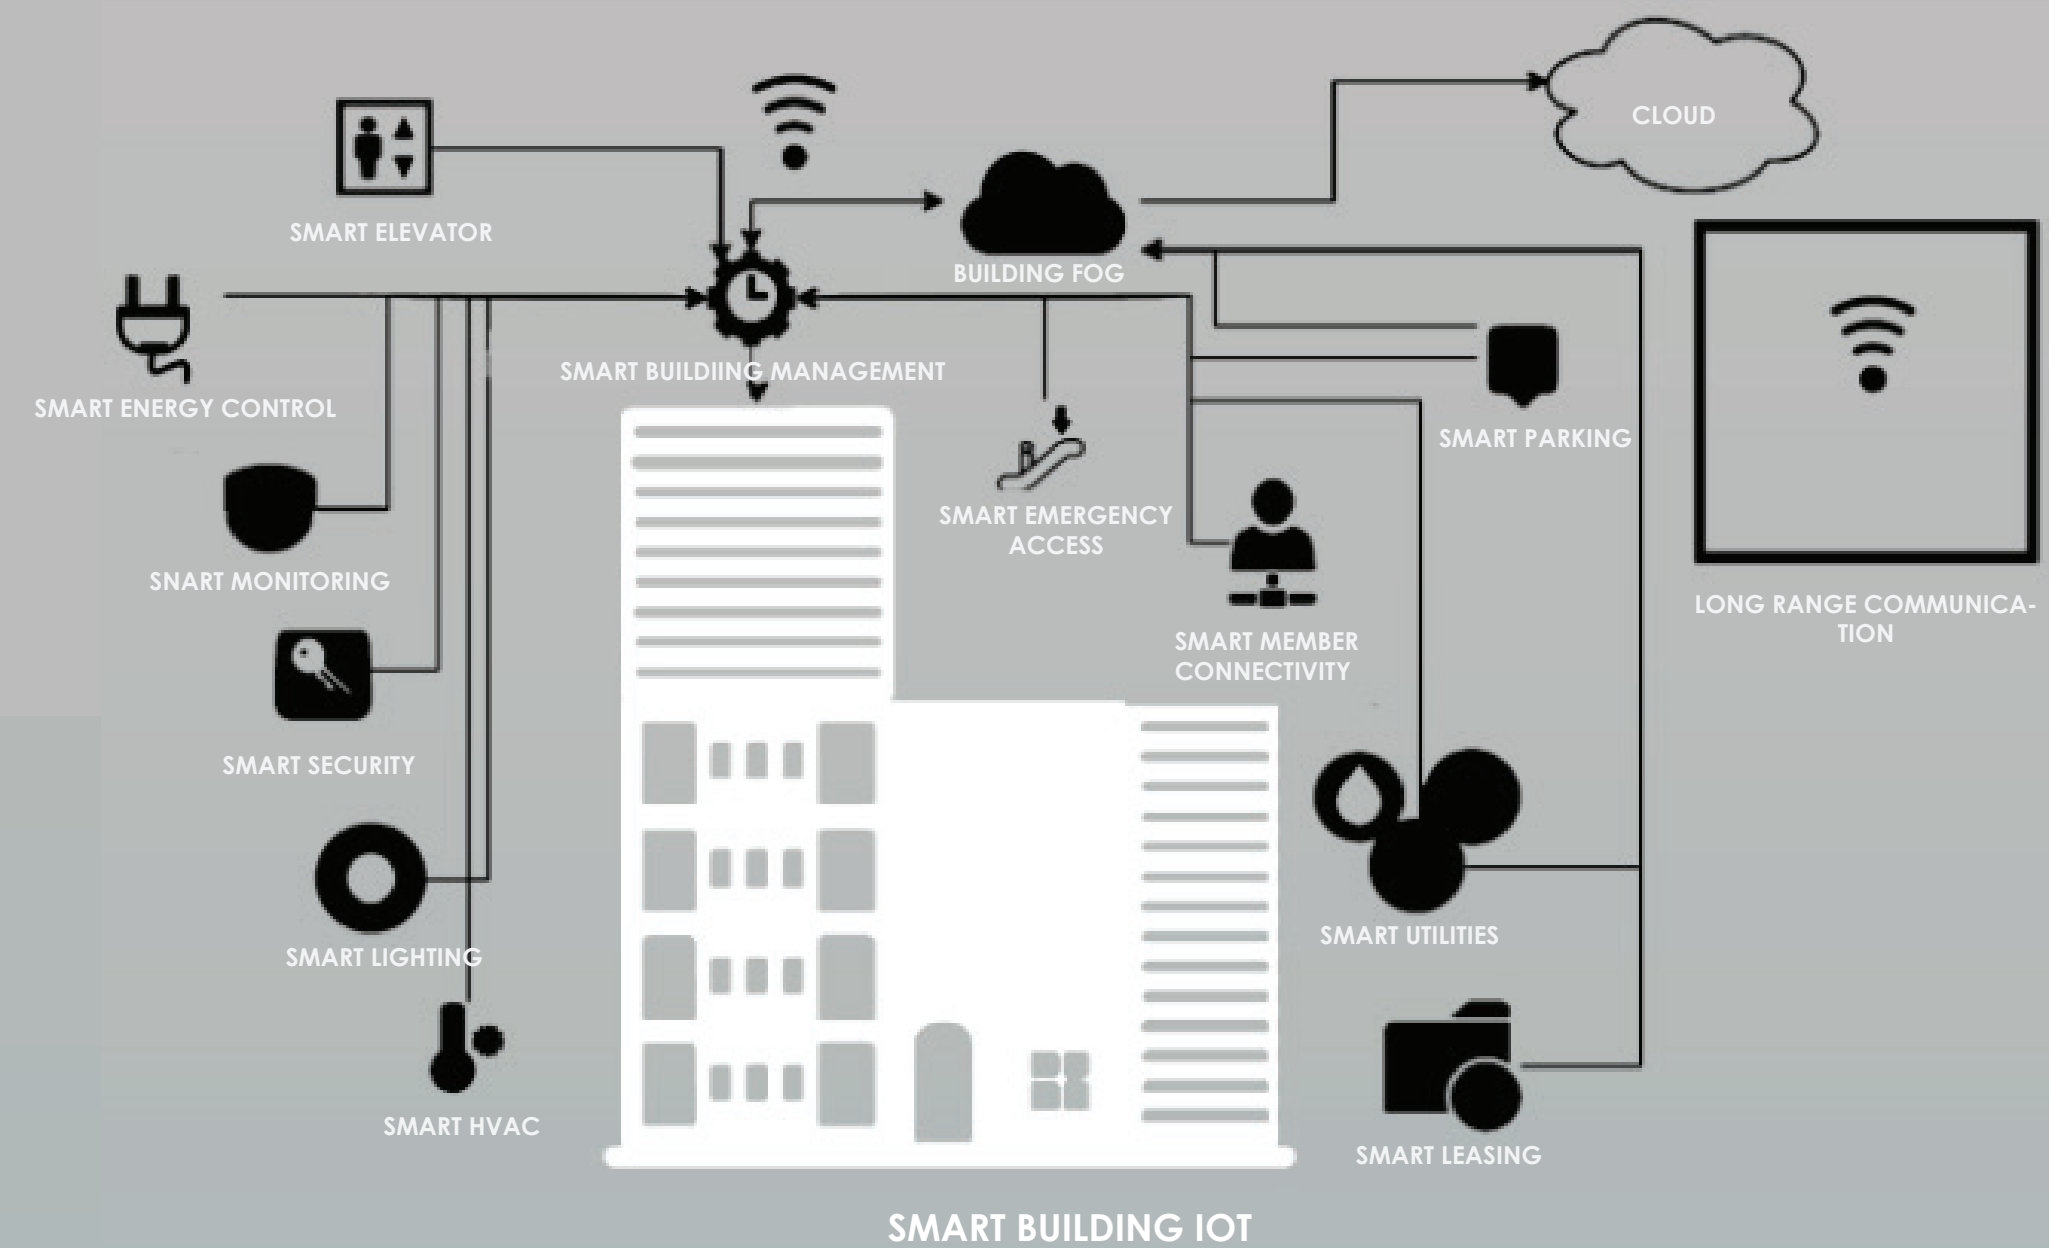 CLOUD
SMART ELEVATOR
BUILDING FOG
SMART BUILDIING MANAGEMENT
SMART ENERGY CONTROL
SMART PARKING
SMART EMERGENCY
ACCESS
SNART MONITORING
LONG RANGE COMMUNICA-
TION
SMART MEMBER
CONNECTIVITY
SMART SECURITY
SMART UTILITIES
SMART LIGHTING
SMART HVAC
SMART LEASING
SMART BUILDING IOT